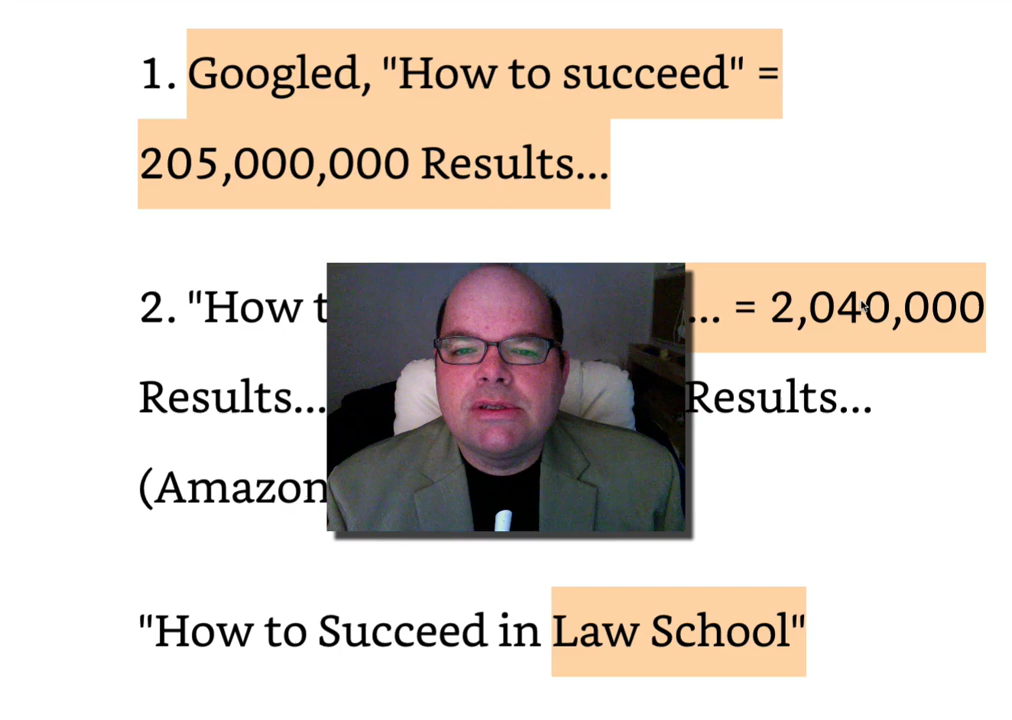 1. Googled, "How to succeed" =
205,000,000 Results...
2. "How ... = 2,040,000
Results... Results...
(Amazon
"How to Succeed in Law School"